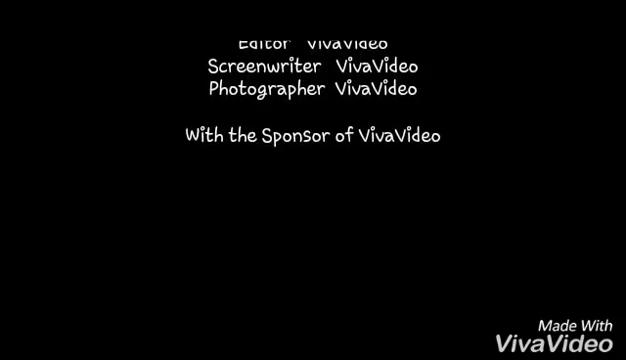 Editor VivaVideo
Screenwriter VivaVideo
Photographer VivaVideo
With the Sponsor of VivaVideo
Made With
VivaVideo